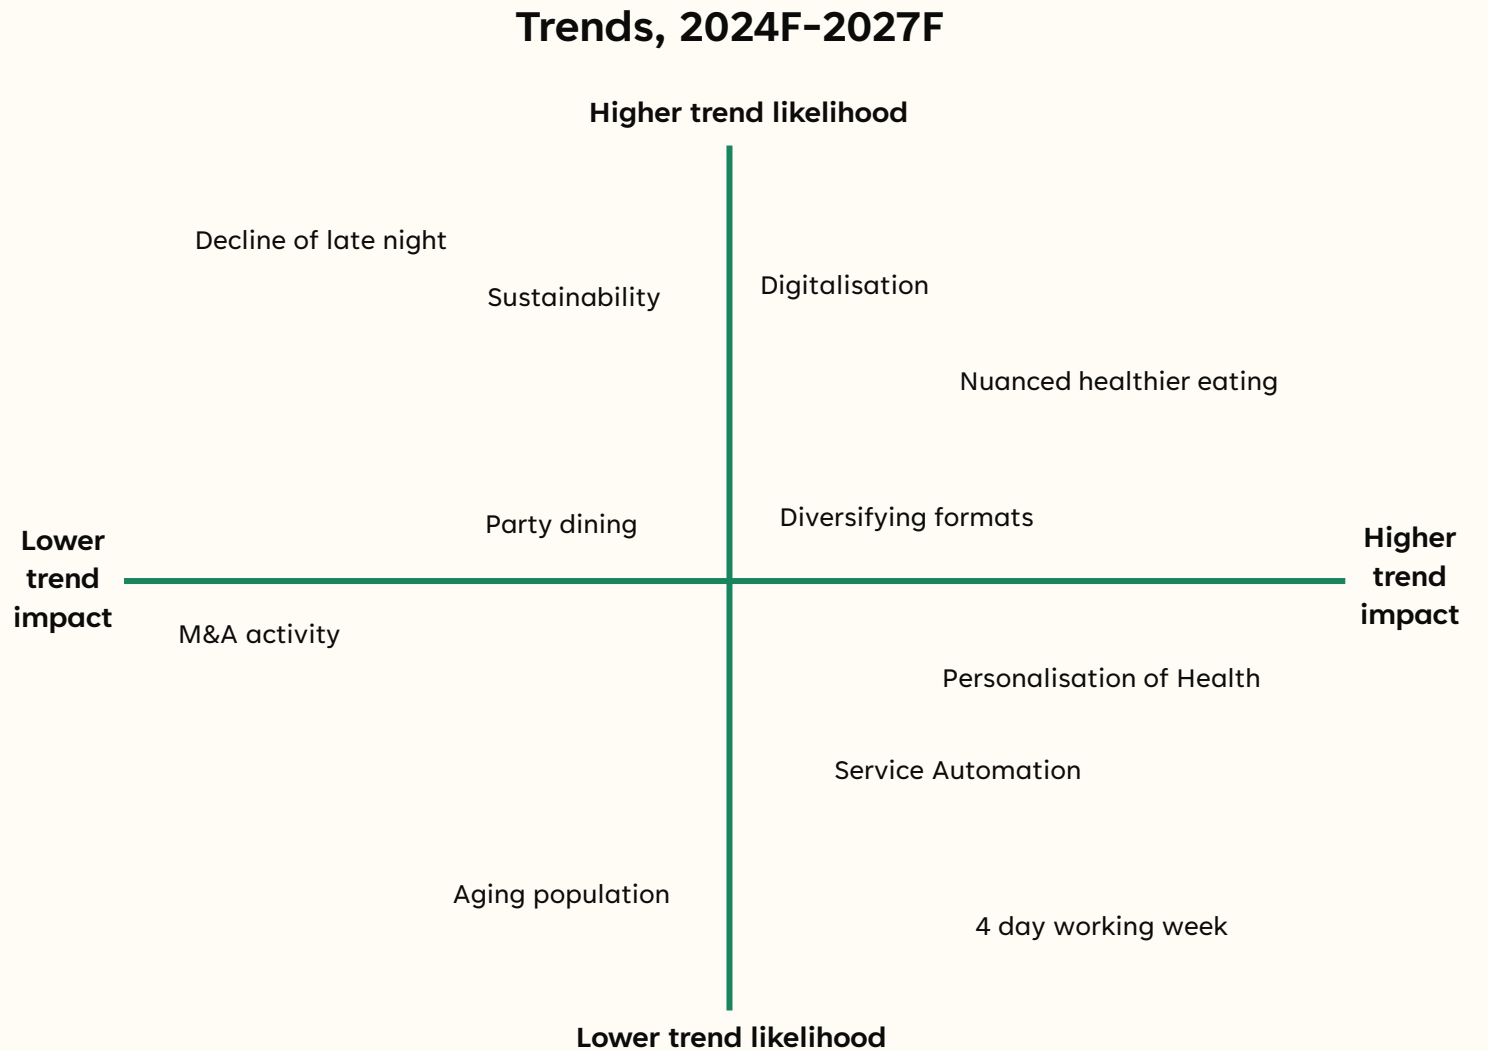 Trends, 2024F-2027F
Higher trend likelihood
Decline of late night
Sustainability
Digitalisation
Nuanced healthier eating
Party dining
Diversifying formats
Lower
trend
impact
Higher
trend
impact
M&A activity
Personalisation of Health
Service Automation
Aging population
4 day working week
Lower trend likelihood